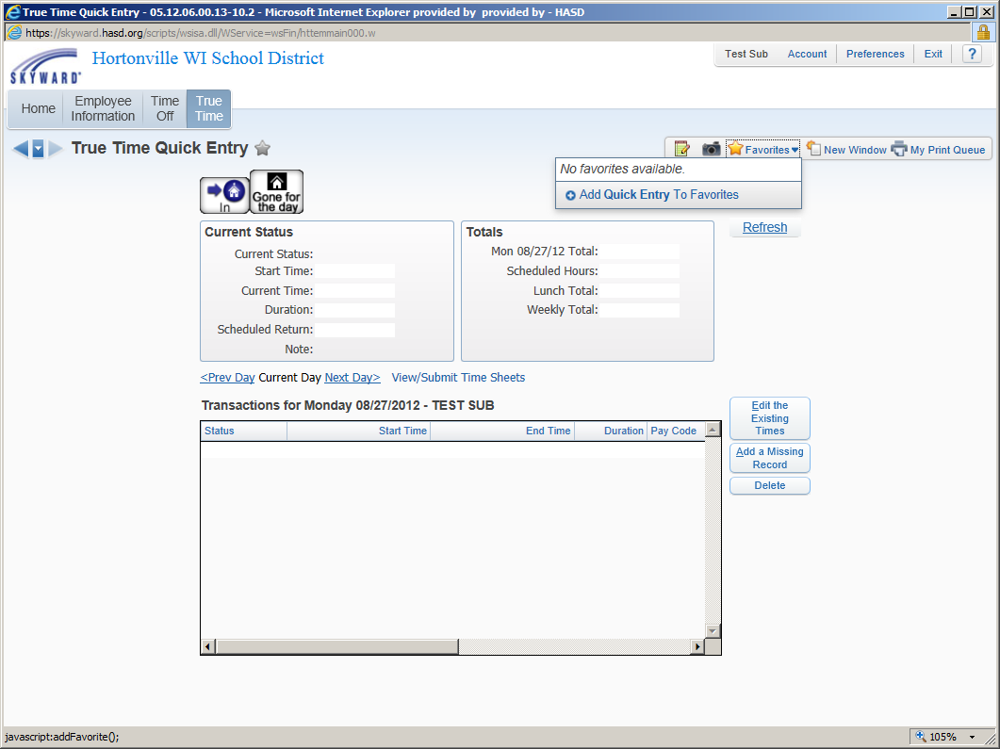 True Time Quick Entry - 05.12.06.00.13-10.2 - Microsoft Internet Explorer provided by  provided by - HASD
https://skyward.hasd.org/scripts/wsisa.dll/WService=wsFin/httemmain000.w
SKYWARD
Hortonville WI School District
Test Sub Account Preferences Exit ?
Home
Employee Information
Time Off
True Time
True Time Quick Entry
Favorites New Window My Print Queue
No favorites available.
Add Quick Entry To Favorites
In
Gone for
the day
Refresh
Current Status
Current Status:
Start Time:
Current Time:
Duration:
Scheduled Return:
Note:
Totals
Mon 08/27/12 Total:
Scheduled Hours:
Lunch Total:
Weekly Total:
<Prev Day Current Day Next Day> View/Submit Time Sheets
Transactions for Monday 08/27/2012 - TEST SUB
Status Start Time End Time Duration Pay Code
Edit the
Existing
Times
Add a Missing
Record
Delete
javascript:addFavorite();
105%